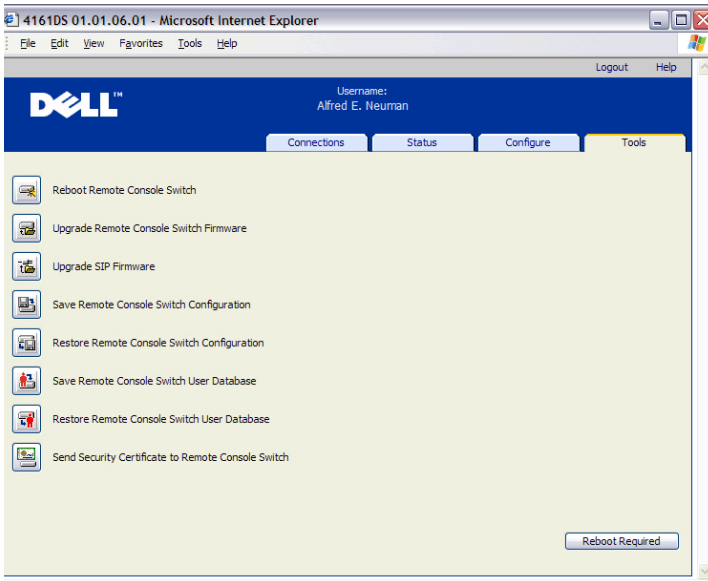 4161DS 01.01.06.01 - Microsoft Internet Explorer
File Edit View Favorites Tools Help
Logout Help
DELL™
Username:
Alfred E. Neuman
Connections Status Configure Tools
Reboot Remote Console Switch
Upgrade Remote Console Switch Firmware
Upgrade SIP Firmware
Save Remote Console Switch Configuration
Restore Remote Console Switch Configuration
Save Remote Console Switch User Database
Restore Remote Console Switch User Database
Send Security Certificate to Remote Console Switch
Reboot Required